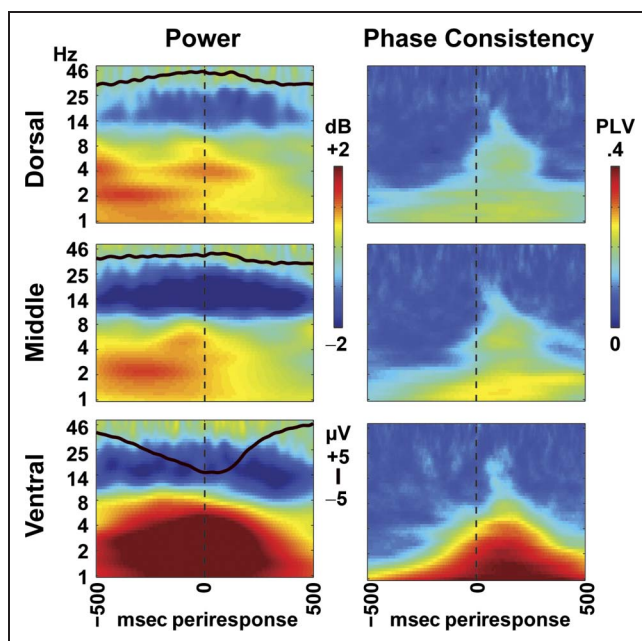 Power Phase Consistency
Hz
Dorsal
46
25
14
8
4
2
1
dB
+2
−2
PLV
.4
0
Middle
46
25
14
8
4
2
1
Ventral
46
25
14
8
4
2
1
μV
+5
−5
−500 0 500
msec periresponse
−500 0 500
msec periresponse